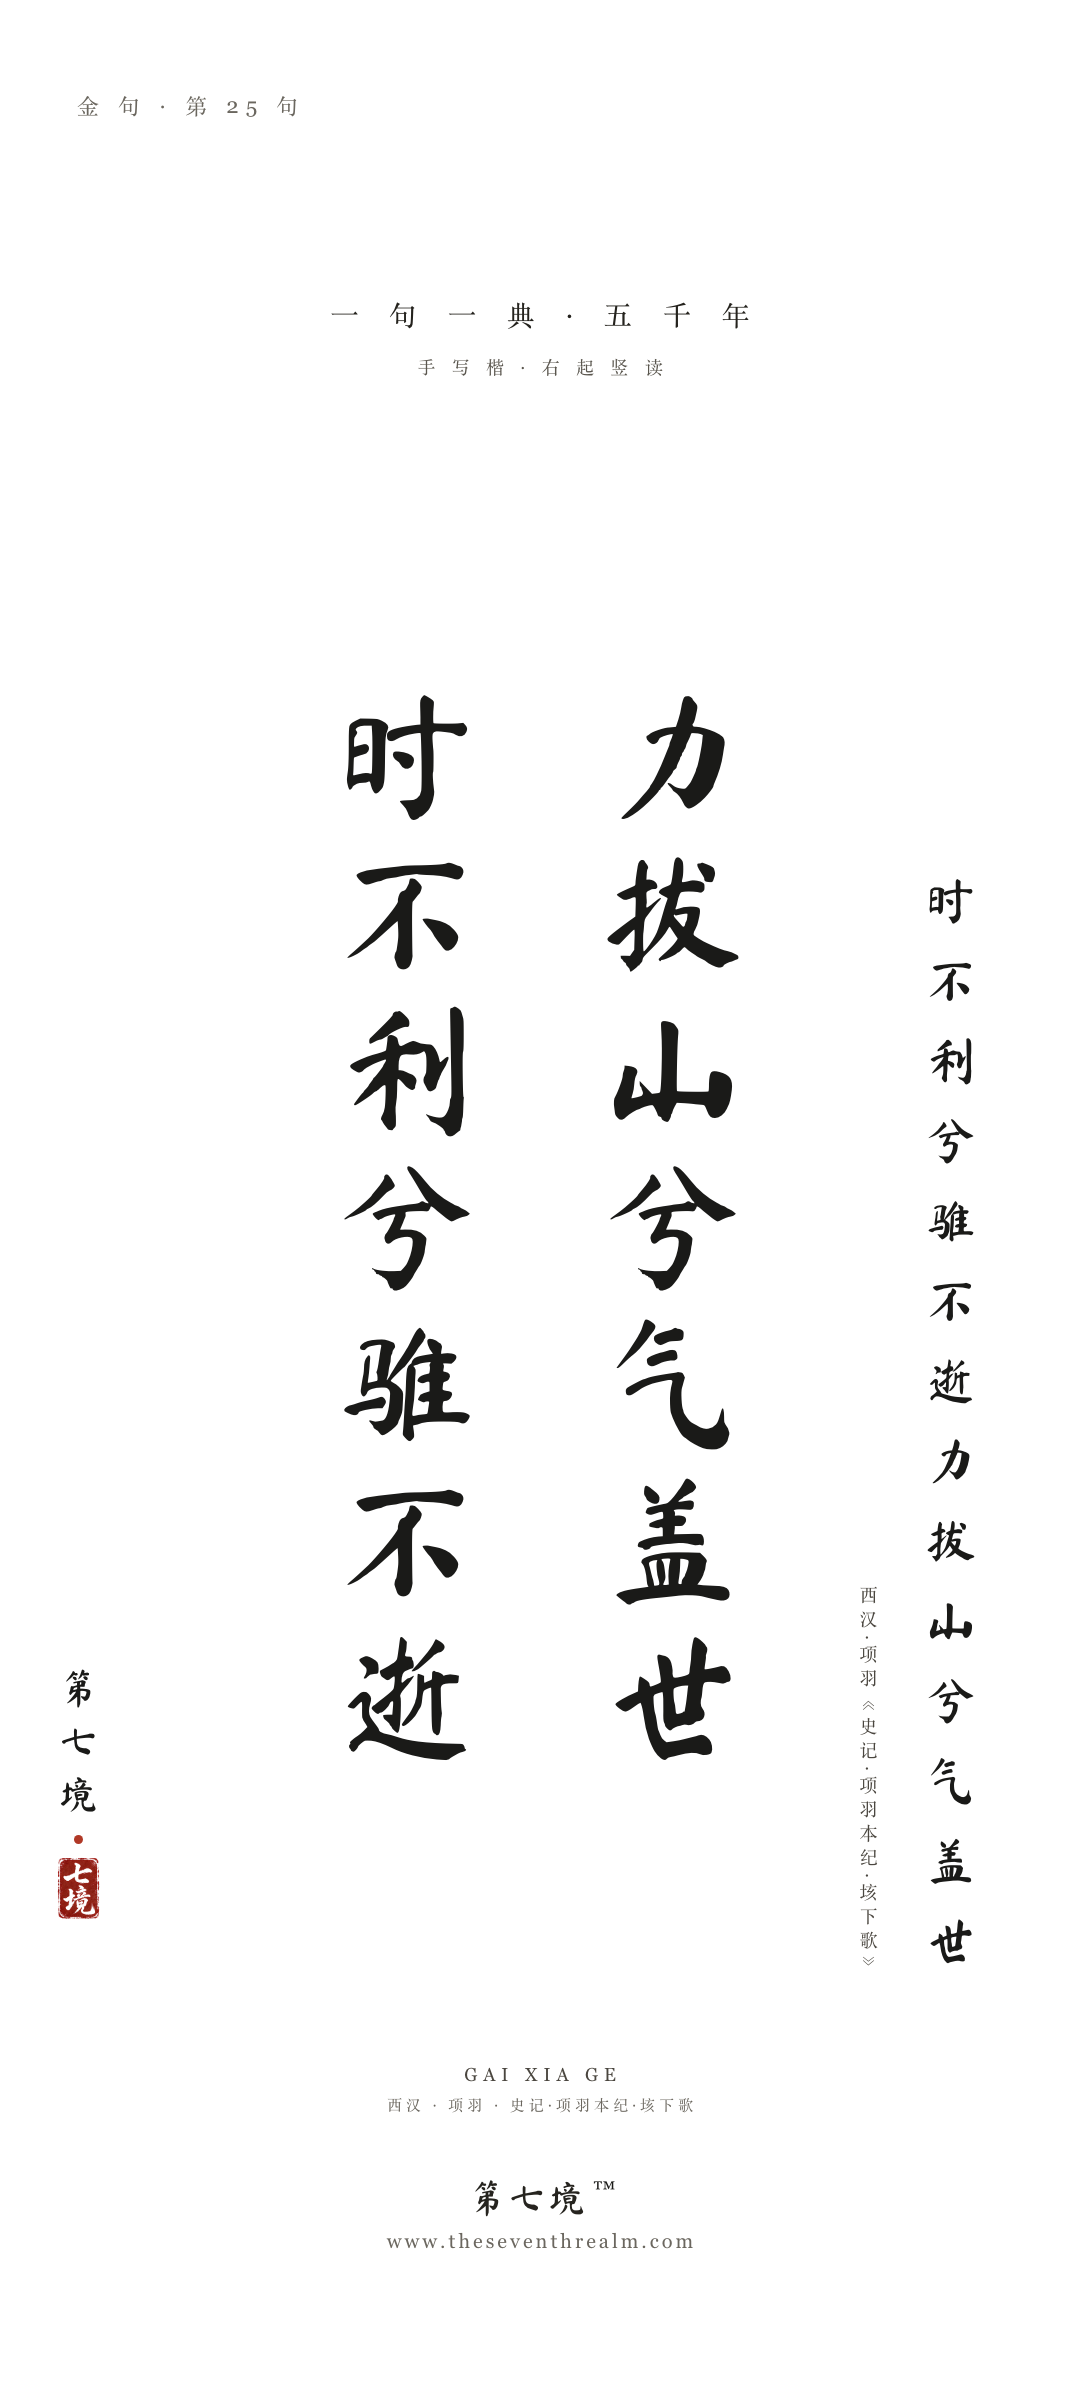 金句·第25句
一句一典·五千年
手写楷·右起竖读
时不利兮骓不逝力拔山兮气盖世
西汉·项羽《史记·项羽本纪·垓下歌》
力拔山兮气盖世
时不利兮骓不逝
第七境
七境
GAI XIA GE
西汉 · 项羽 · 史记·项羽本纪·垓下歌
第七境™
www.theseventhrealm.com